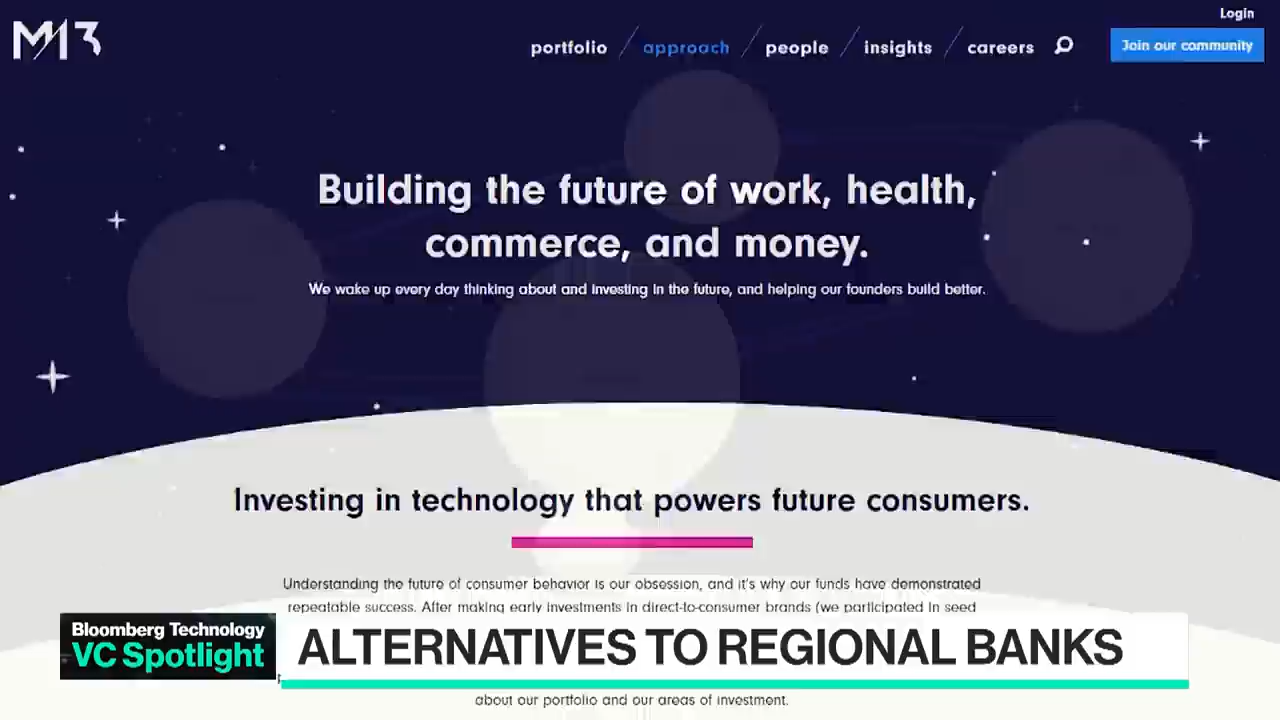 Login
M13
portfolio / approach / people / insights / careers
Join our community
Building the future of work, health,
commerce, and money.
We wake up every day thinking about and investing in the future, and helping our founders build better.
Investing in technology that powers future consumers.
Understanding the future of consumer behavior is our obsession, and it's why our funds have demonstrated
repeatable success. After making early investments in direct-to-consumer brands (we participated in seed
Bloomberg Technology
VC Spotlight
ALTERNATIVES TO REGIONAL BANKS
about our portfolio and our areas of investment.